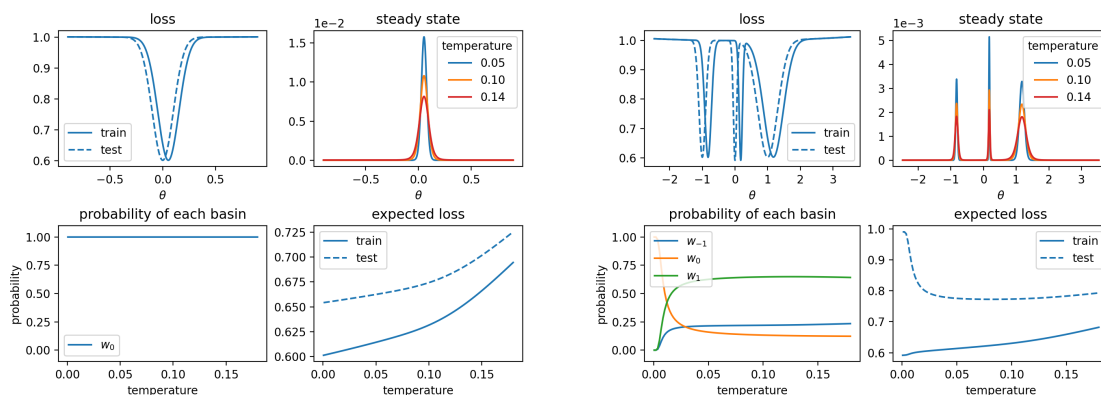 loss
1.0
0.9
0.8
0.7
0.6
train
test
−0.5
0.0
0.5
θ
steady state
1e−2
1.5
1.0
0.5
0.0
temperature
0.05
0.10
0.14
−0.5
0.0
0.5
θ
probability of each basin
probability
1.00
0.75
0.50
0.25
0.00
w₀
0.00
0.05
0.10
0.15
temperature
expected loss
0.725
0.700
0.675
0.650
0.625
0.600
train
test
0.00
0.05
0.10
0.15
temperature
loss
1.0
0.9
0.8
0.7
0.6
train
test
−2
−1
0
1
2
3
θ
steady state
1e−3
5
4
3
2
1
0
temperature
0.05
0.10
0.14
−2
−1
0
1
2
3
θ
probability of each basin
probability
1.00
0.75
0.50
0.25
0.00
w₋₁
w₀
w₁
0.00
0.05
0.10
0.15
temperature
expected loss
1.0
0.9
0.8
0.7
0.6
train
test
0.00
0.05
0.10
0.15
temperature